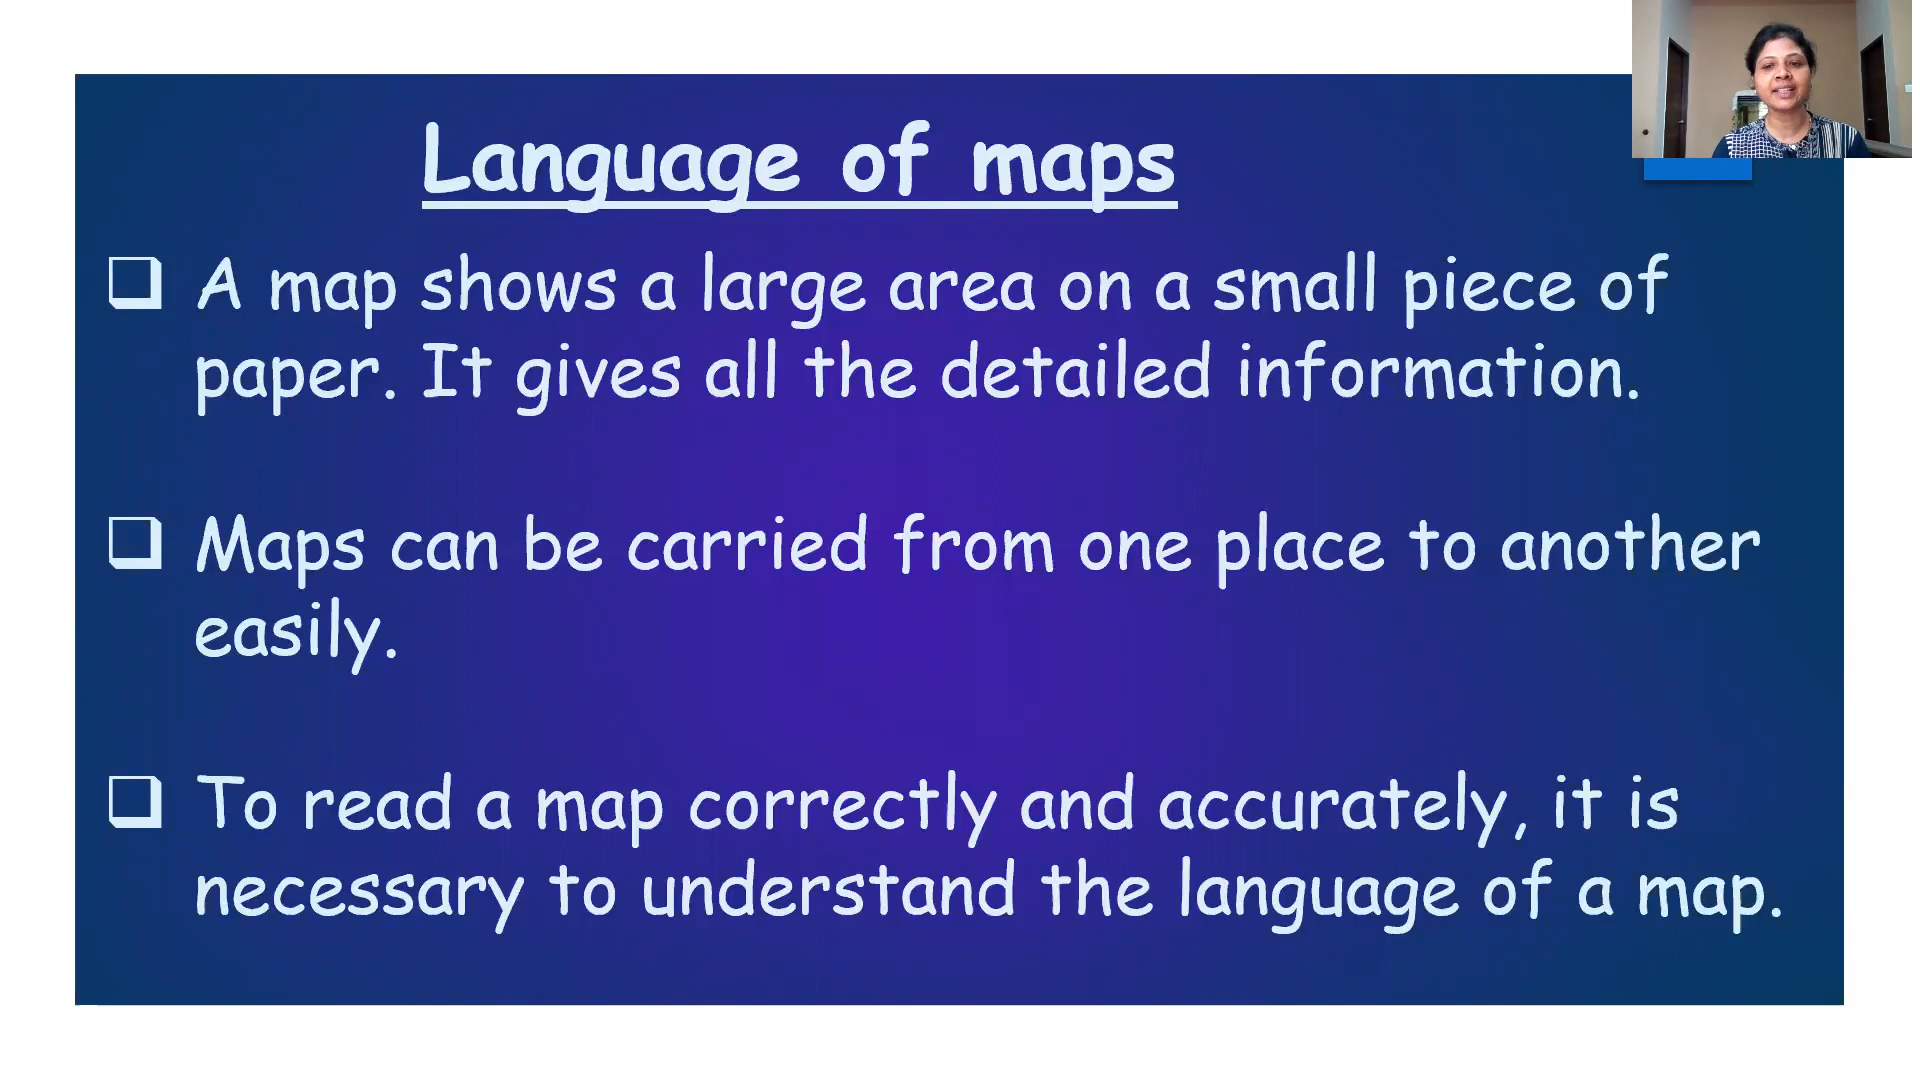 Language of maps
A map shows a large area on a small piece of
paper. It gives all the detailed information.
Maps can be carried from one place to another
easily.
To read a map correctly and accurately, it is
necessary to understand the language of a map.